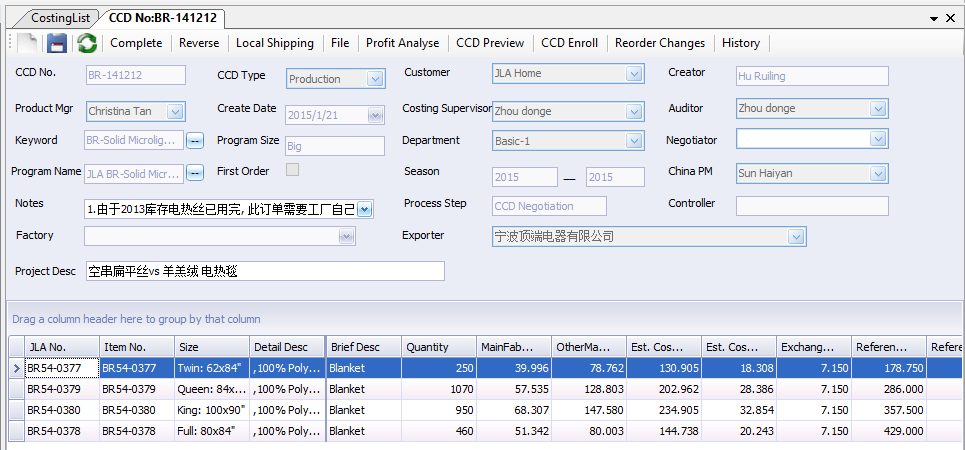 CostingList CCD No:BR-141212
Complete Reverse Local Shipping File Profit Analyse CCD Preview CCD Enroll Reorder Changes History
CCD No. BR-141212 CCD Type Production Customer JLA Home Creator Hu Ruiling
Product Mgr Christina Tan Create Date 2015/1/21 Costing Supervisor Zhou donge Auditor Zhou donge
Keyword BR-Solid Microlig... Program Size Big Department Basic-1 Negotiator
Program Name JLA BR-Solid Micr... First Order Season 2015 — 2015 China PM Sun Haiyan
Notes 1.由于2013库存电热丝已用完, 此订单需要工厂自己 Process Step CCD Negotiation Controller
Factory Exporter 宁波顶端电器有限公司
Project Desc 空串扁平丝vs 羊羔绒 电热毯
Drag a column header here to group by that column
JLA No. Item No. Size Detail Desc Brief Desc Quantity MainFab... OtherMa... Est. Cos... Est. Cos... Exchang... Referen... Refere
BR54-0377 BR54-0377 Twin: 62x84" ,100% Poly... Blanket 250 39.996 78.762 130.905 18.308 7.150 178.750
BR54-0379 BR54-0379 Queen: 84x... ,100% Poly... Blanket 1070 57.535 128.803 202.962 28.386 7.150 286.000
BR54-0380 BR54-0380 King: 100x90" ,100% Poly... Blanket 950 68.307 147.580 234.905 32.854 7.150 357.500
BR54-0378 BR54-0378 Full: 80x84" ,100% Poly... Blanket 460 51.342 80.003 144.738 20.243 7.150 429.000